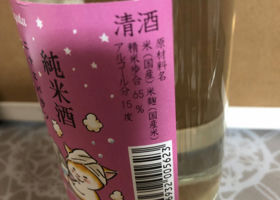 清酒
原材料名
米(国産)米麹(国産米)
精米歩合65%
アルコール分15度
純米酒
6932005623